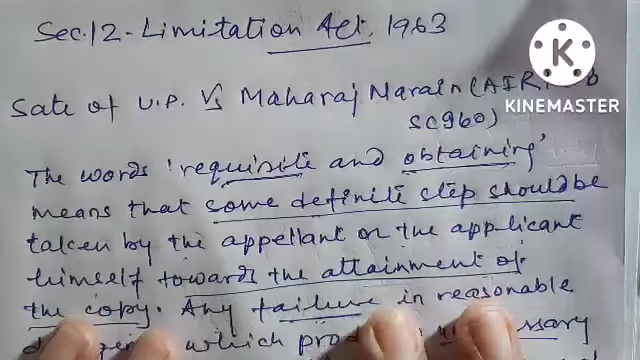 Sec.12-Limitation Act, 1963
K
KINEMASTER
Sate of U.P. Vs Maharaj Narain (AIR
SC960)
The words 'requisite and obtaining'
means that some definite step should be
taken by the appellant or the applicant
himself towards the attainment of
the copy. Any failure in reasonable
which